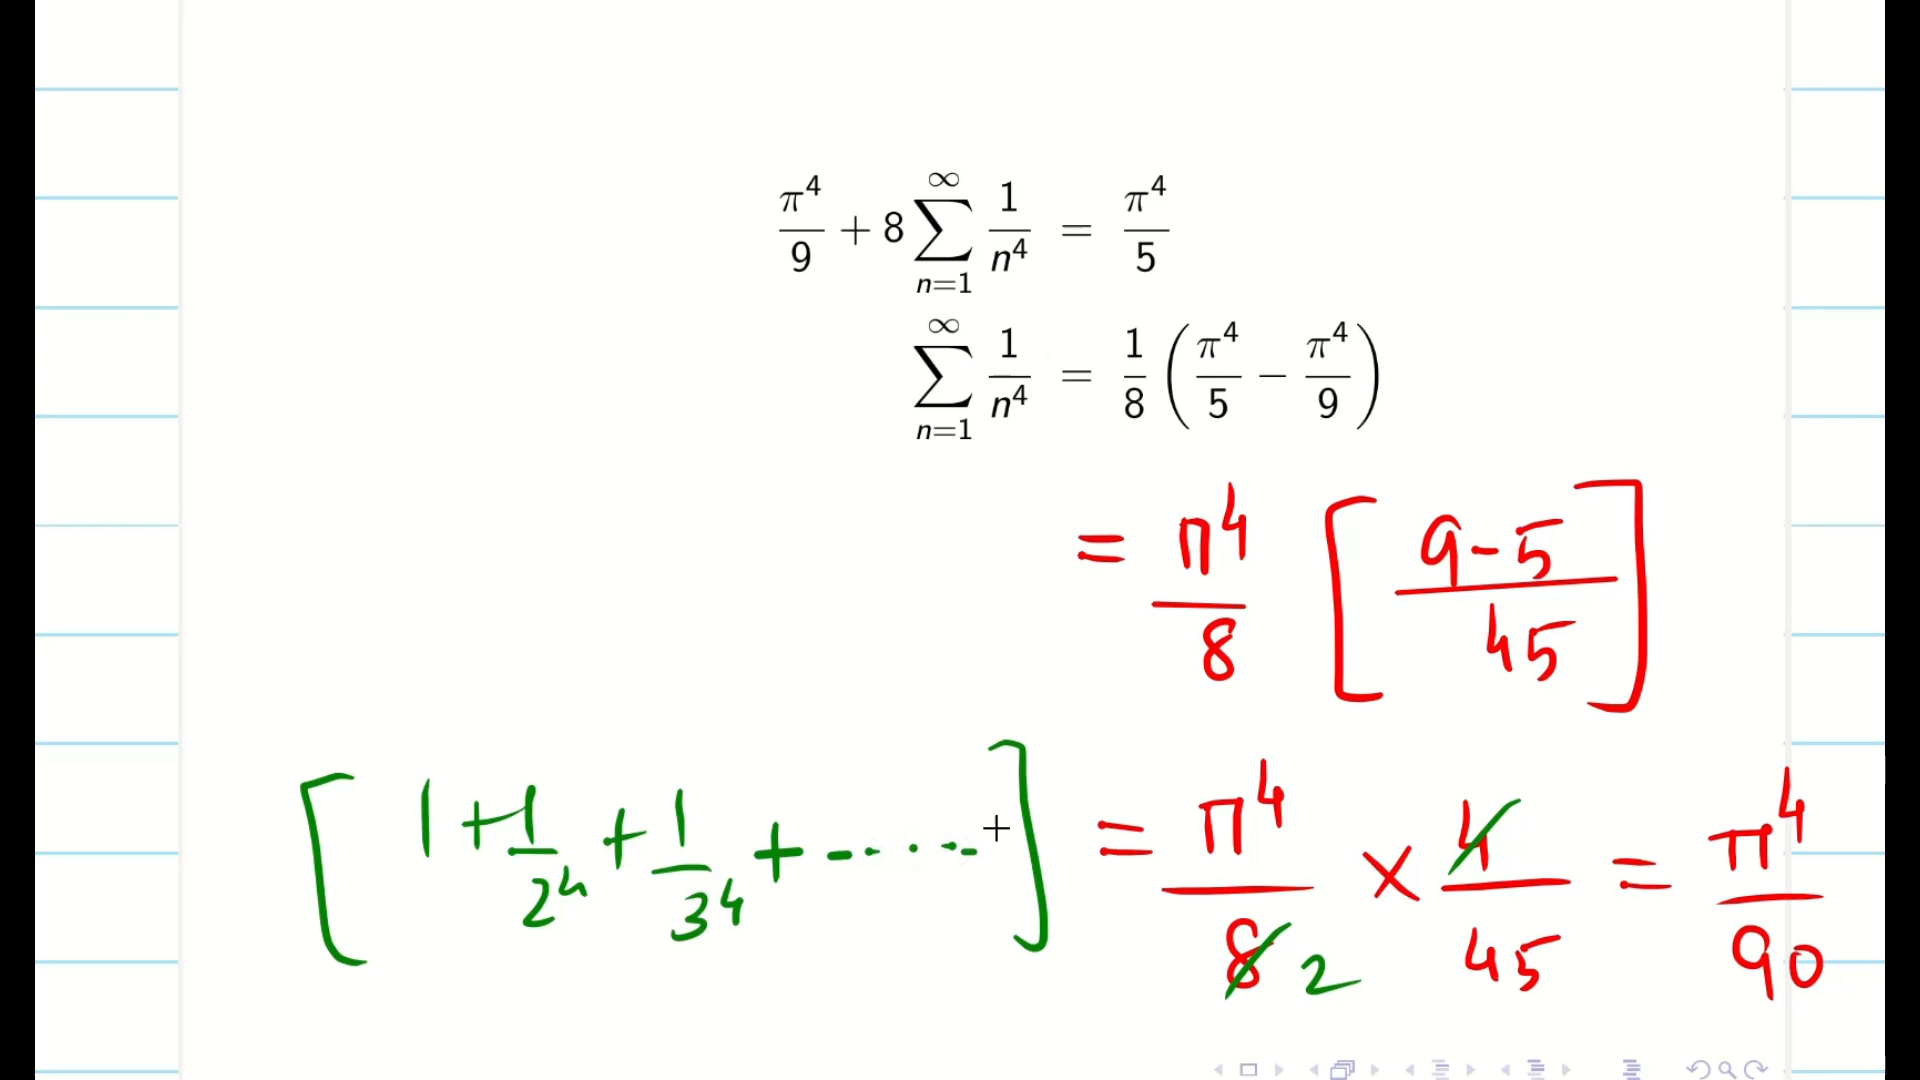 π⁴/9 + 8 ∑_{n=1}^{∞} 1/n⁴ = π⁴/5
∑_{n=1}^{∞} 1/n⁴ = 1/8 (π⁴/5 − π⁴/9)
= π⁴/8 [(9-5)/45]
[1 + 1/2⁴ + 1/3⁴ + -····-] = π⁴/8 2 × 4/45 = π⁴/90